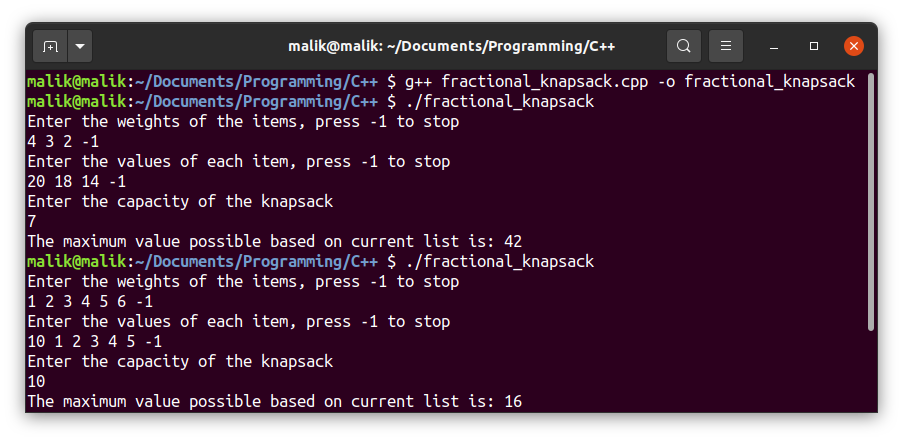 malik@malik: ~/Documents/Programming/C++
malik@malik:~/Documents/Programming/C++ $ g++ fractional_knapsack.cpp -o fractional_knapsack
malik@malik:~/Documents/Programming/C++ $ ./fractional_knapsack
Enter the weights of the items, press -1 to stop
4 3 2 -1
Enter the values of each item, press -1 to stop
20 18 14 -1
Enter the capacity of the knapsack
7
The maximum value possible based on current list is: 42
malik@malik:~/Documents/Programming/C++ $ ./fractional_knapsack
Enter the weights of the items, press -1 to stop
1 2 3 4 5 6 -1
Enter the values of each item, press -1 to stop
10 1 2 3 4 5 -1
Enter the capacity of the knapsack
10
The maximum value possible based on current list is: 16